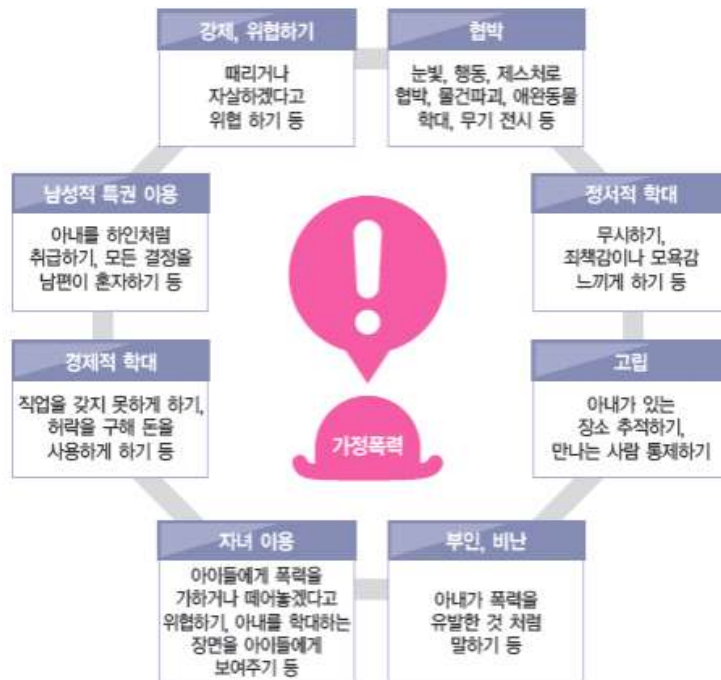 강제, 위협하기
때리거나
자살하겠다고
위협 하기 등
협박
눈빛, 행동, 제스처로
협박, 물건파괴, 애완동물
학대, 무기 전시 등
남성적 특권 이용
아내를 하인처럼
취급하기, 모든 결정을
남편이 혼자하기 등
정서적 학대
무시하기,
죄책감이나 모욕감
느끼게 하기 등
경제적 학대
직업을 갖지 못하게 하기,
허락을 구해 돈을
사용하게 하기 등
고립
아내가 있는
장소 추적하기,
만나는 사람 통제하기
가정폭력
자녀 이용
아이들에게 폭력을
가하거나 떼어놓겠다고
위협하기, 아내를 학대하는
장면을 아이들에게
보여주기 등
부인, 비난
아내가 폭력을
유발한 것 처럼
말하기 등